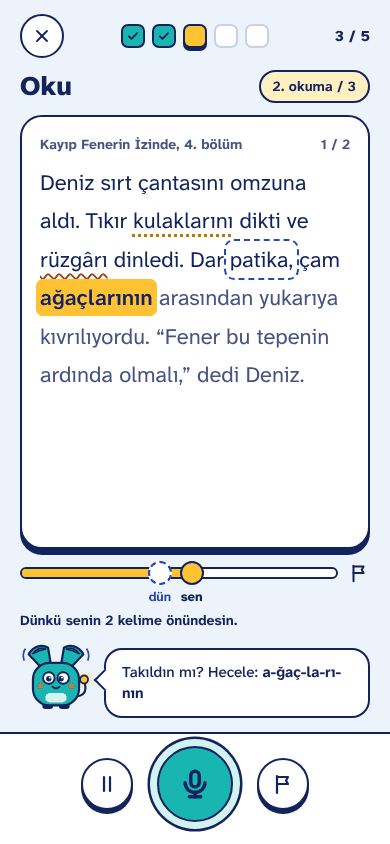 3 / 5
Oku
2. okuma / 3
Kayıp Fenerin İzinde, 4. bölüm
1 / 2
Deniz sırt çantasını omzuna
aldı. Tıkır kulaklarını dikti ve
rüzgârı dinledi. Dar patika, çam
ağaçlarının arasından yukarıya
kıvrılıyordu. “Fener bu tepenin
ardında olmalı,” dedi Deniz.
dün sen
Dünkü senin 2 kelime önündesin.
Takıldın mı? Hecele: a-ğaç-la-rı-
nın